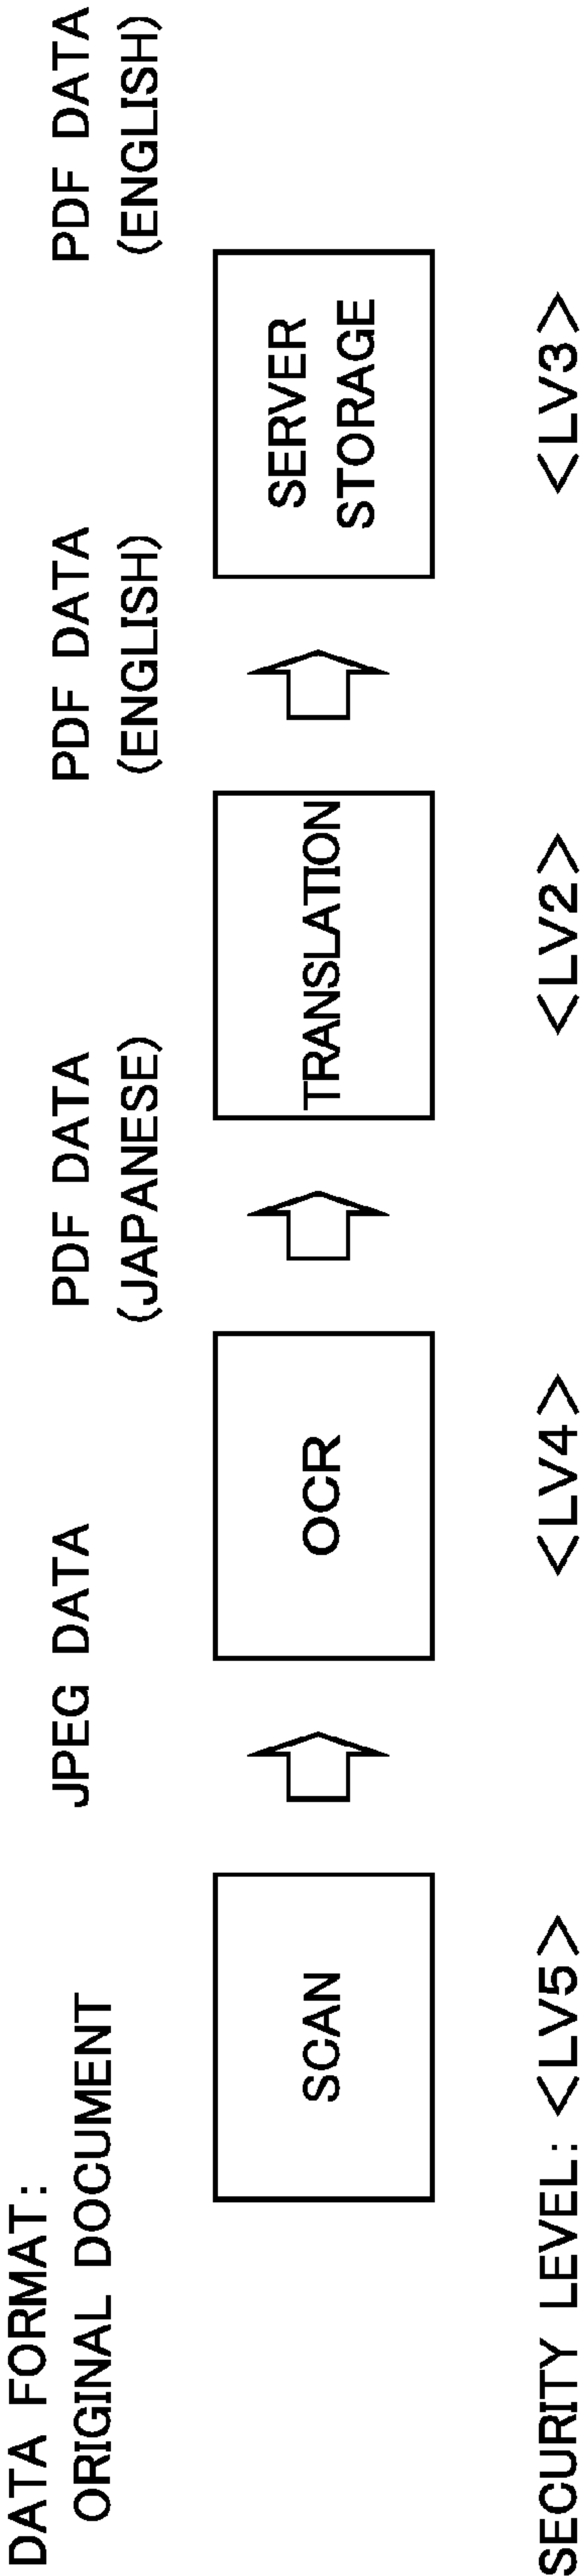 DATA FORMAT:
ORIGINAL DOCUMENT
JPEG DATA
PDF DATA
(JAPANESE)
PDF DATA
(ENGLISH)
PDF DATA
(ENGLISH)
SCAN
OCR
TRANSLATION
SERVER
STORAGE
SECURITY LEVEL: <LV5>
<LV4>
<LV2>
<LV3>